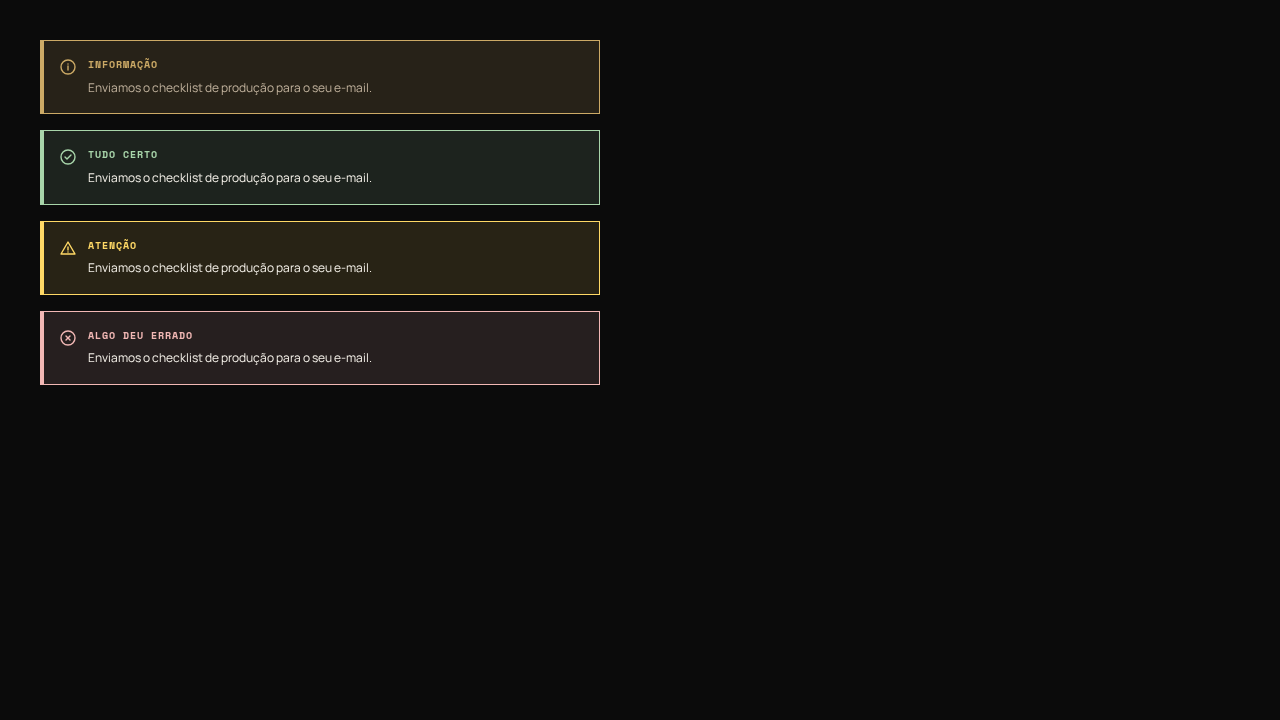 INFORMAÇÃO
Enviamos o checklist de produção para o seu e-mail.
TUDO CERTO
Enviamos o checklist de produção para o seu e-mail.
ATENÇÃO
Enviamos o checklist de produção para o seu e-mail.
ALGO DEU ERRADO
Enviamos o checklist de produção para o seu e-mail.